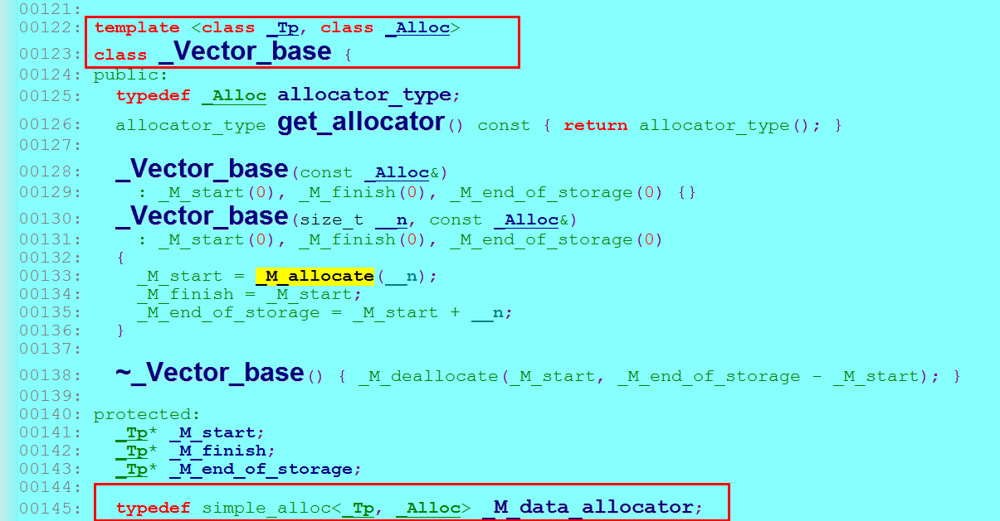 00121:
00122: template <class _Tp, class _Alloc>
00123: class _Vector_base {
00124: public:
00125:   typedef _Alloc allocator_type;
00126:   allocator_type get_allocator() const { return allocator_type(); }
00127:
00128:   _Vector_base(const _Alloc&)
00129:     : _M_start(0), _M_finish(0), _M_end_of_storage(0) {}
00130:   _Vector_base(size_t __n, const _Alloc&)
00131:     : _M_start(0), _M_finish(0), _M_end_of_storage(0)
00132:   {
00133:     _M_start = _M_allocate(__n);
00134:     _M_finish = _M_start;
00135:     _M_end_of_storage = _M_start + __n;
00136:   }
00137:
00138:   ~_Vector_base() { _M_deallocate(_M_start, _M_end_of_storage - _M_start); }
00139:
00140: protected:
00141:   _Tp* _M_start;
00142:   _Tp* _M_finish;
00143:   _Tp* _M_end_of_storage;
00144:
00145:   typedef simple_alloc<_Tp, _Alloc> _M_data_allocator;